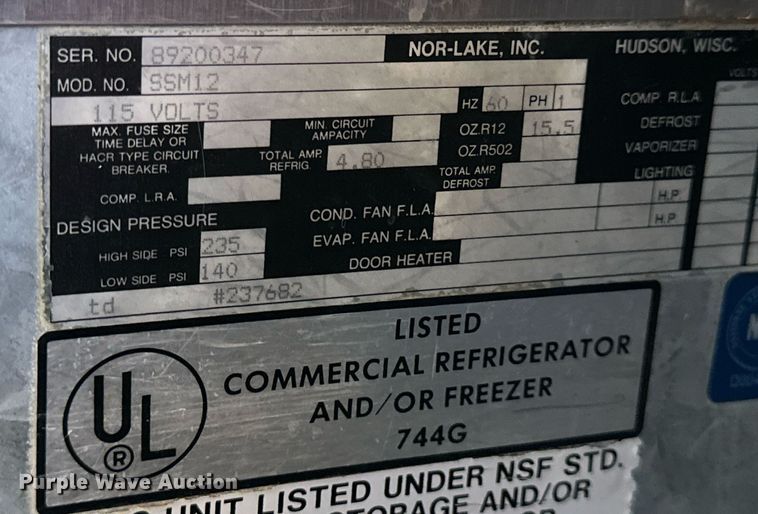 SER. NO. 89200347 NOR-LAKE, INC. HUDSON, WISC.
MOD. NO. SSM12 VOLTS
115 VOLTS HZ 60 PH 1 COMP. R.L.A.
MAX. FUSE SIZE
TIME DELAY OR
HACR TYPE CIRCUIT
BREAKER.
MIN. CIRCUIT
AMPACITY
OZ.R12 15.5 DEFROST
TOTAL AMP.
REFRIG. 4.80
OZ.R502 VAPORIZER
COMP. L.R.A.
TOTAL AMP
DEFROST
LIGHTING
DESIGN PRESSURE
COND. FAN F.L.A. H.P.
HIGH SIDE PSI 235
EVAP. FAN F.L.A. H.P.
LOW SIDE PSI 140
DOOR HEATER
td #237682
UL
®
LISTED
COMMERCIAL REFRIGERATOR
AND/OR FREEZER
744G
UNIT LISTED UNDER NSF STD.
STORAGE AND/OR
Purple Wave Auction